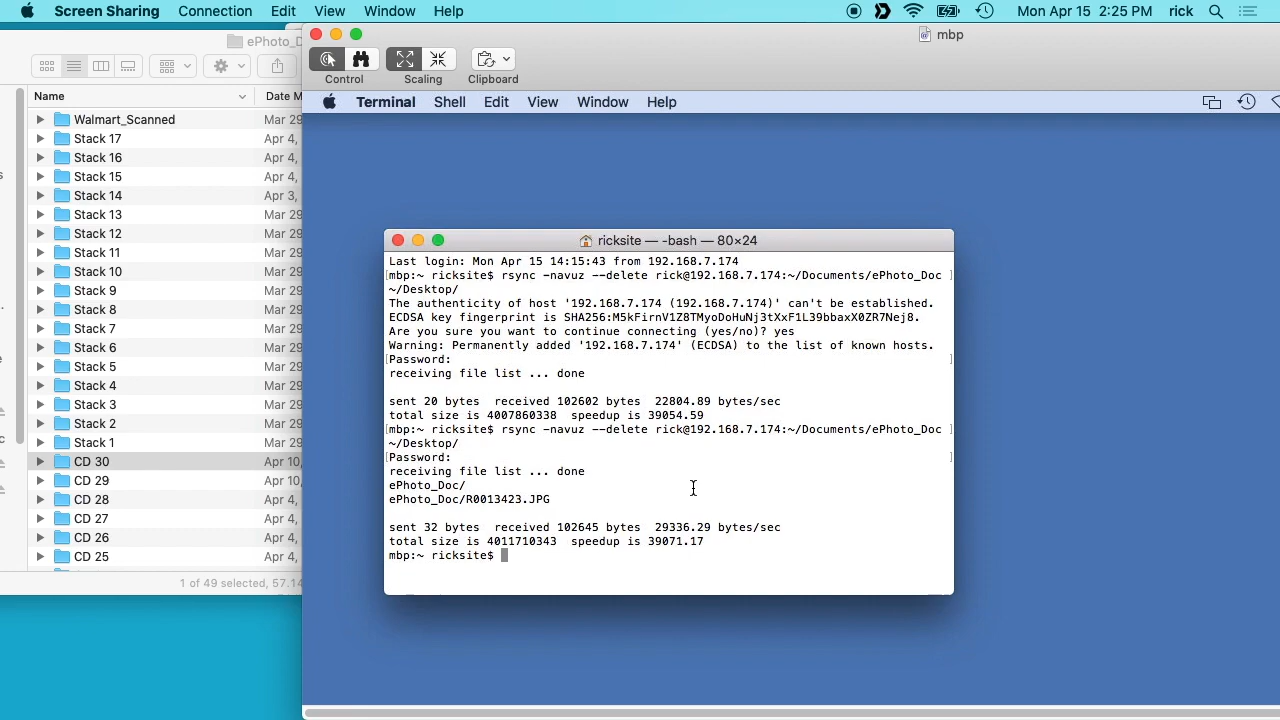 Screen Sharing Connection Edit View Window Help Mon Apr 15 2:25 PM rick
ePhoto_D
mbp
Control Scaling Clipboard
Name Date M
Terminal Shell Edit View Window Help
Walmart_Scanned Mar 29
Stack 17 Apr 4,
Stack 16 Apr 4,
Stack 15 Apr 4,
Stack 14 Apr 3,
Stack 13 Mar 29
Stack 12 Mar 29
Stack 11 Mar 29
Stack 10 Mar 29
Stack 9 Mar 29
Stack 8 Mar 29
Stack 7 Mar 29
Stack 6 Mar 29
Stack 5 Mar 29
Stack 4 Mar 29
Stack 3 Mar 29
Stack 2 Mar 29
Stack 1 Mar 29
CD 30 Apr 10,
CD 29 Apr 10,
CD 28 Apr 4,
CD 27 Apr 4,
CD 26 Apr 4,
CD 25 Apr 4,
1 of 49 selected, 57.14
ricksite — -bash — 80×24
Last login: Mon Apr 15 14:15:43 from 192.168.7.174
[mbp:~ ricksite$ rsync -navuz --delete rick@192.168.7.174:~/Documents/ePhoto_Doc ]
~/Desktop/
The authenticity of host '192.168.7.174 (192.168.7.174)' can't be established.
ECDSA key fingerprint is SHA256:M5kFirnV1Z8TMyoDoHuNj3tXxF1L39bbaxX0ZR7Nej8.
Are you sure you want to continue connecting (yes/no)? yes
Warning: Permanently added '192.168.7.174' (ECDSA) to the list of known hosts.
[Password: ]
receiving file list ... done
sent 20 bytes  received 102602 bytes  22804.89 bytes/sec
total size is 4007860338  speedup is 39054.59
[mbp:~ ricksite$ rsync -navuz --delete rick@192.168.7.174:~/Documents/ePhoto_Doc ]
~/Desktop/
[Password: ]
receiving file list ... done
ePhoto_Doc/
ePhoto_Doc/R0013423.JPG
sent 32 bytes  received 102645 bytes  29336.29 bytes/sec
total size is 4011710343  speedup is 39071.17
mbp:~ ricksite$